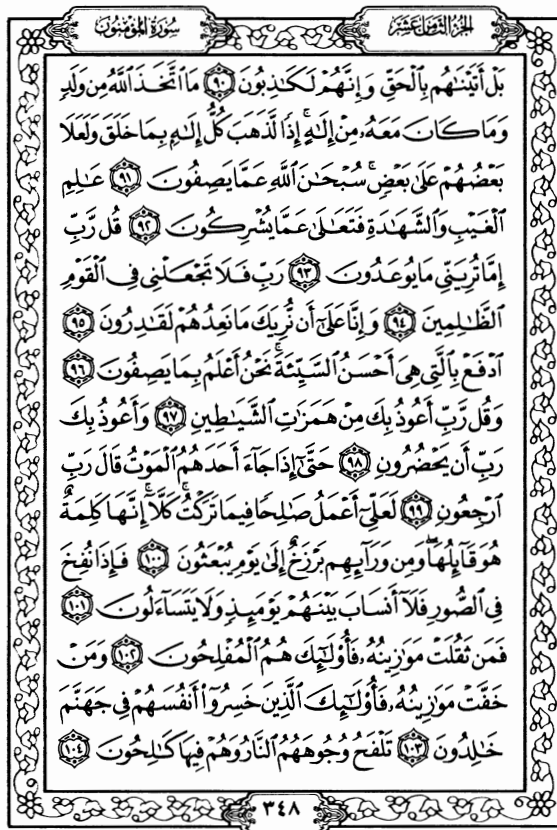 سورة المؤمنون
الجزء الثامن عشر
بَلْ أَتَيْنَٰهُم بِٱلْحَقِّ وَإِنَّهُمْ لَكَٰذِبُونَ ٩٠ مَا ٱتَّخَذَ ٱللَّهُ مِن وَلَدٍ
وَمَا كَانَ مَعَهُۥ مِنْ إِلَٰهٍ ۚ إِذًا لَّذَهَبَ كُلُّ إِلَٰهٍۭ بِمَا خَلَقَ وَلَعَلَا
بَعْضُهُمْ عَلَىٰ بَعْضٍ ۚ سُبْحَٰنَ ٱللَّهِ عَمَّا يَصِفُونَ ٩١ عَٰلِمِ
ٱلْغَيْبِ وَٱلشَّهَٰدَةِ فَتَعَٰلَىٰ عَمَّا يُشْرِكُونَ ٩٢ قُل رَّبِّ
إِمَّا تُرِيَنِّى مَا يُوعَدُونَ ٩٣ رَبِّ فَلَا تَجْعَلْنِى فِى ٱلْقَوْمِ
ٱلظَّٰلِمِينَ ٩٤ وَإِنَّا عَلَىٰٓ أَن نُّرِيَكَ مَا نَعِدُهُمْ لَقَٰدِرُونَ ٩٥
ٱدْفَعْ بِٱلَّتِى هِىَ أَحْسَنُ ٱلسَّيِّئَةَ ۚ نَحْنُ أَعْلَمُ بِمَا يَصِفُونَ ٩٦
وَقُل رَّبِّ أَعُوذُ بِكَ مِنْ هَمَزَٰتِ ٱلشَّيَٰطِينِ ٩٧ وَأَعُوذُ بِكَ
رَبِّ أَن يَحْضُرُونِ ٩٨ حَتَّىٰٓ إِذَا جَآءَ أَحَدَهُمُ ٱلْمَوْتُ قَالَ رَبِّ
ٱرْجِعُونِ ٩٩ لَعَلِّىٓ أَعْمَلُ صَٰلِحًا فِيمَا تَرَكْتُ ۚ كَلَّآ ۚ إِنَّهَا كَلِمَةٌ
هُوَ قَآئِلُهَا ۖ وَمِن وَرَآئِهِم بَرْزَخٌ إِلَىٰ يَوْمِ يُبْعَثُونَ ١٠٠ فَإِذَا نُفِخَ
فِى ٱلصُّورِ فَلَآ أَنسَابَ بَيْنَهُمْ يَوْمَئِذٍ وَلَا يَتَسَآءَلُونَ ١٠١
فَمَن ثَقُلَتْ مَوَٰزِينُهُۥ فَأُو۟لَٰٓئِكَ هُمُ ٱلْمُفْلِحُونَ ١٠٢ وَمَنْ
خَفَّتْ مَوَٰزِينُهُۥ فَأُو۟لَٰٓئِكَ ٱلَّذِينَ خَسِرُوٓا۟ أَنفُسَهُمْ فِى جَهَنَّمَ
خَٰلِدُونَ ١٠٣ تَلْفَحُ وُجُوهَهُمُ ٱلنَّارُ وَهُمْ فِيهَا كَٰلِحُونَ ١٠٤
٣٤٨